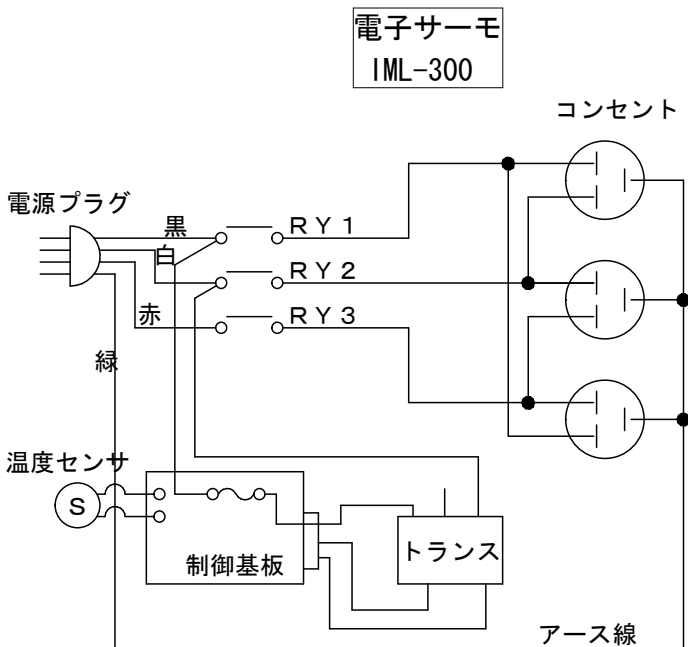 電子サーモ
IML-300
コンセント
電源プラグ
黒
ＲＹ１
白
ＲＹ２
赤
ＲＹ３
緑
温度センサ
S
制御基板
トランス
アース線